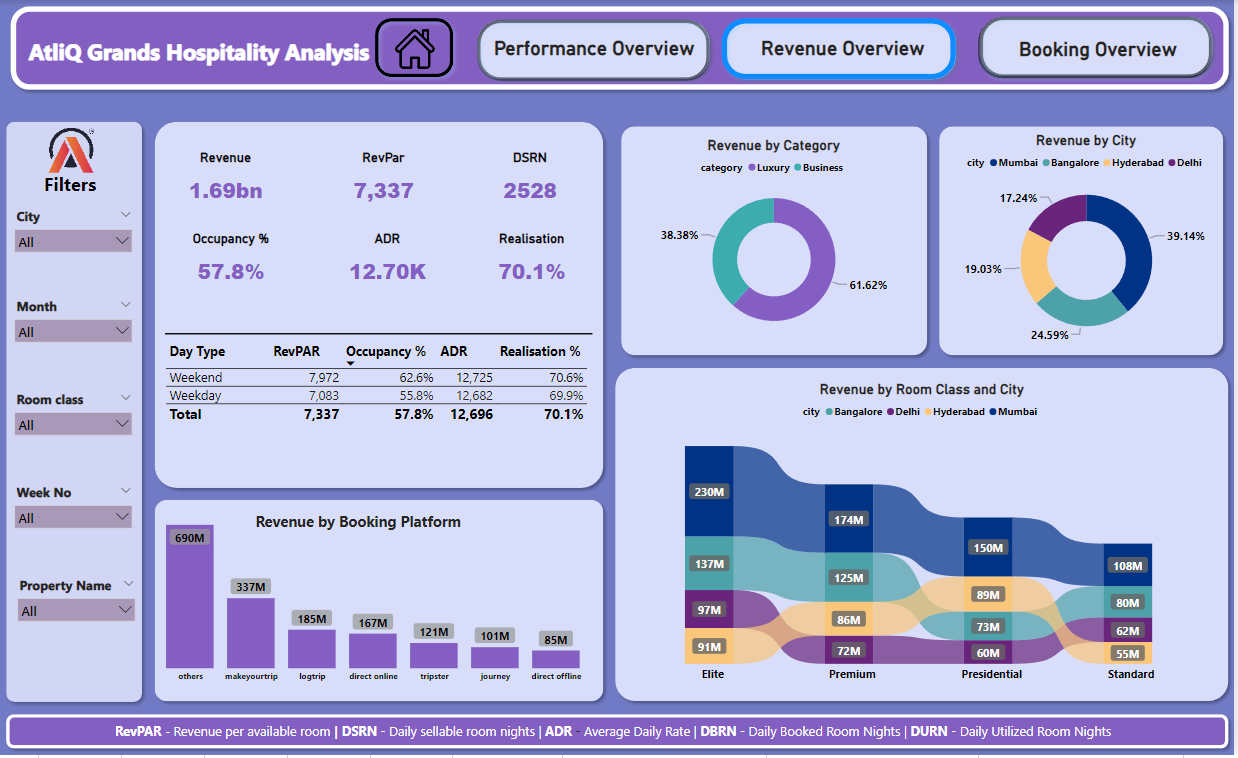 AtliQ Grands Hospitality Analysis
Performance Overview
Revenue Overview
Booking Overview
Filters
City
All
Month
All
Room class
All
Week No
All
Property Name
All
Revenue RevPar DSRN
1.69bn 7,337 2528
Occupancy % ADR Realisation
57.8% 12.70K 70.1%
Day Type RevPAR Occupancy % ADR Realisation %
Weekend 7,972 62.6% 12,725 70.6%
Weekday 7,083 55.8% 12,682 69.9%
Total 7,337 57.8% 12,696 70.1%
Revenue by Booking Platform
690M
337M
185M
167M
121M
101M
85M
others makeyourtrip logtrip direct online tripster journey direct offline
Revenue by Category
category Luxury Business
38.38%
61.62%
Revenue by City
city Mumbai Bangalore Hyderabad Delhi
17.24%
39.14%
19.03%
24.59%
Revenue by Room Class and City
city Bangalore Delhi Hyderabad Mumbai
230M
137M
97M
91M
174M
125M
86M
72M
150M
89M
73M
60M
108M
80M
62M
55M
Elite Premium Presidential Standard
RevPAR - Revenue per available room | DSRN - Daily sellable room nights | ADR - Average Daily Rate | DBRN - Daily Booked Room Nights | DURN - Daily Utilized Room Nights